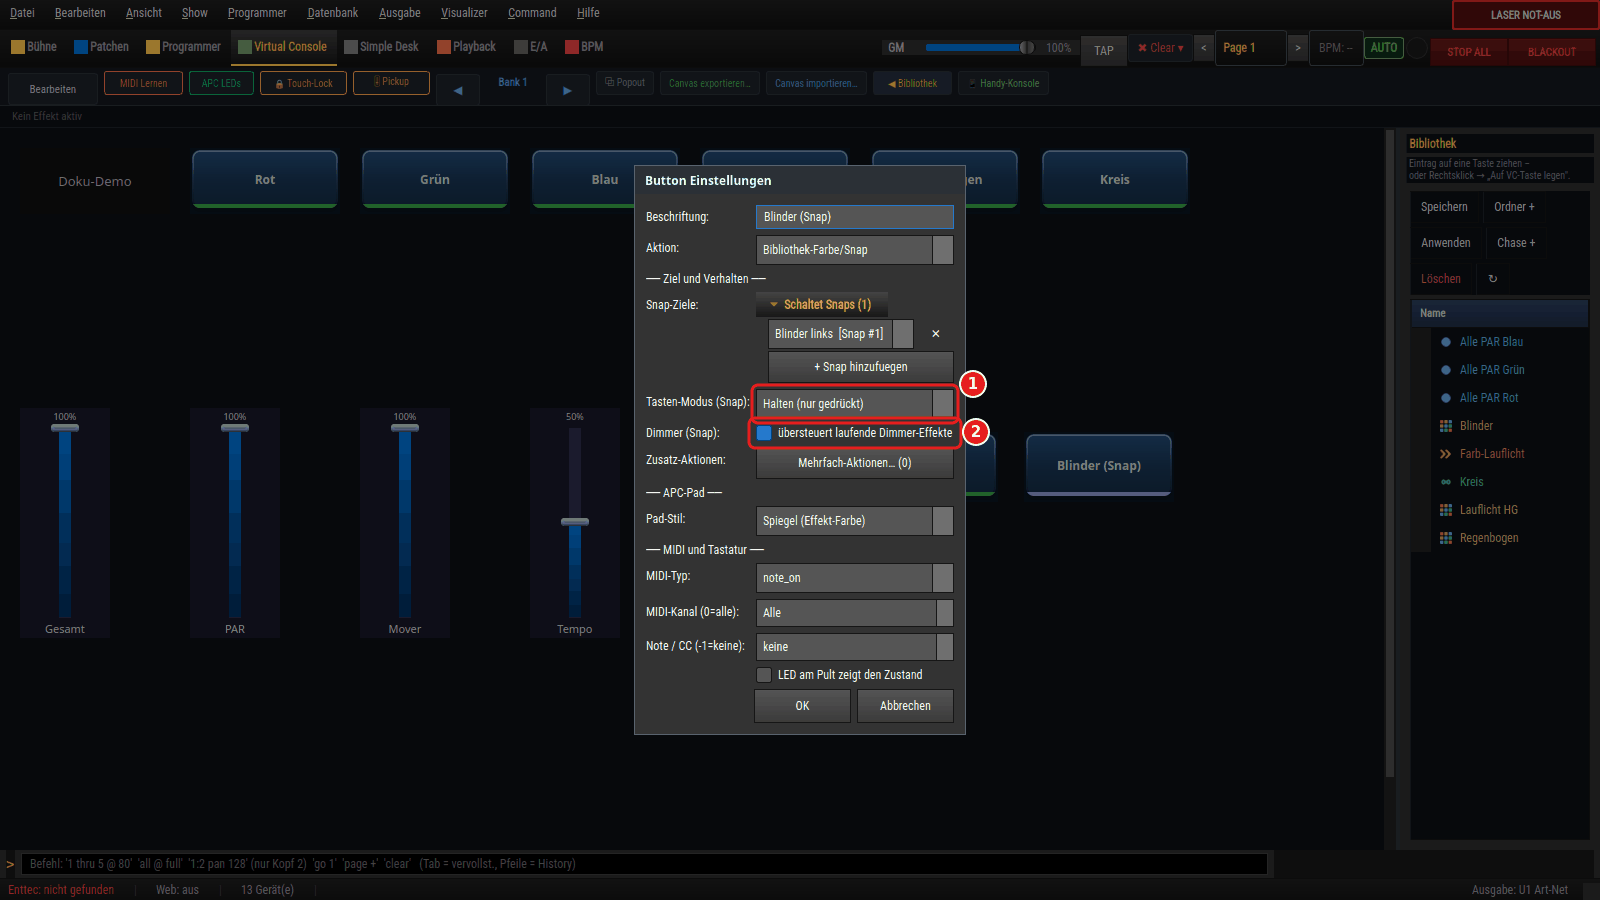 Datei Bearbeiten Ansicht Show Programmer Datenbank Ausgabe Visualizer Command Hilfe
LASER NOT-AUS
Bühne Patchen Programmer Virtual Console Simple Desk Playback E/A BPM
GM 100% TAP ✖ Clear ▾ < Page 1 > BPM: -- AUTO STOP ALL BLACKOUT
Bearbeiten MIDI Lernen APC LEDs Touch-Lock Pickup ◀ Bank 1 ▶ Popout Canvas exportieren... Canvas importieren... ◀ Bibliothek Handy-Konsole
Kein Effekt aktiv
Doku-Demo Rot Grün Blau Kreis
Button Einstellungen
Beschriftung: Blinder (Snap)
Aktion: Bibliothek-Farbe/Snap
── Ziel und Verhalten ──
Snap-Ziele: Schaltet Snaps (1)
Blinder links [Snap #1] ✕
+ Snap hinzufuegen
1
Tasten-Modus (Snap): Halten (nur gedrückt)
Dimmer (Snap): übersteuert laufende Dimmer-Effekte
2
Zusatz-Aktionen: Mehrfach-Aktionen... (0)
── APC-Pad ──
Pad-Stil: Spiegel (Effekt-Farbe)
── MIDI und Tastatur ──
MIDI-Typ: note_on
MIDI-Kanal (0=alle): Alle
Note / CC (-1=keine): keine
LED am Pult zeigt den Zustand
OK Abbrechen
Blinder (Snap)
100% 100% 100% 50%
Gesamt PAR Mover Tempo
Bibliothek
Eintrag auf eine Taste ziehen –
oder Rechtsklick → „Auf VC-Taste legen“.
Speichern Ordner +
Anwenden Chase +
Löschen ↻
Name
Alle PAR Blau
Alle PAR Grün
Alle PAR Rot
Blinder
Farb-Lauflicht
Kreis
Lauflicht HG
Regenbogen
> Befehl: '1 thru 5 @ 80' 'all @ full' '1:2 pan 128' (nur Kopf 2) 'go 1' 'page +' 'clear' (Tab = vervollst., Pfeile = History)
Enttec: nicht gefunden Web: aus 13 Gerät(e) Ausgabe: U1 Art-Net